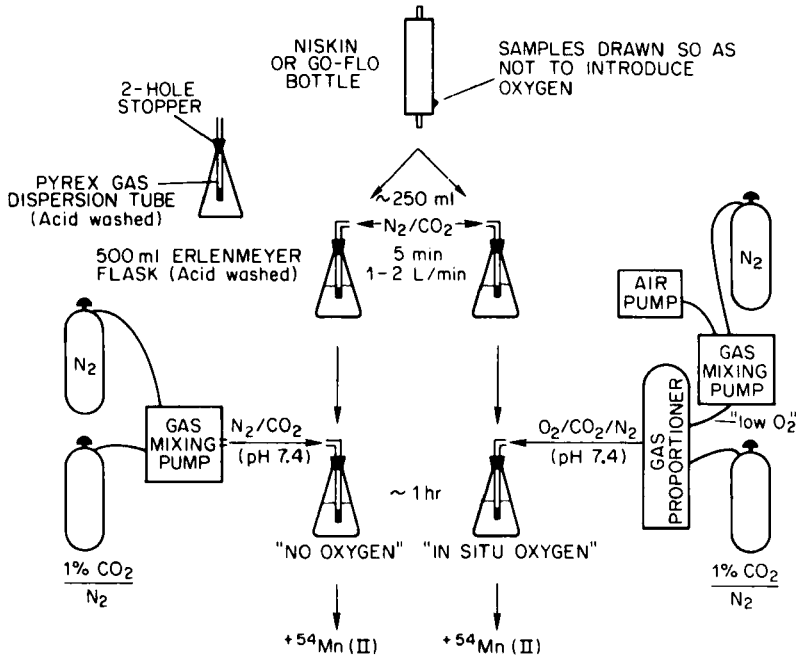 NISKIN
OR GO-FLO
BOTTLE
SAMPLES DRAWN SO AS
NOT TO INTRODUCE
OXYGEN
2-HOLE
STOPPER
PYREX GAS
DISPERSION TUBE
(Acid washed)
~250 ml
N2/CO2
5 min
1-2 L/min
500 ml ERLENMEYER
FLASK (Acid washed)
N2
AIR
PUMP
GAS
MIXING
PUMP
"low O2"
N2
GAS
MIXING
PUMP
N2/CO2
(pH 7.4)
O2/CO2/N2
(pH 7.4)
GAS
PROPORTIONER
~ 1 hr
"NO OXYGEN"
"IN SITU OXYGEN"
1% CO2
N2
1% CO2
N2
+54Mn (II)
+54Mn (II)